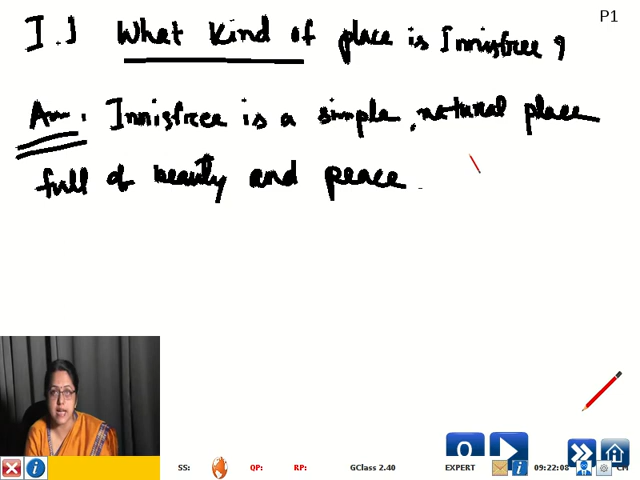 P1
I.) What kind of place is Innisfree ?
Ans: Innisfree is a simple, natural place
full of beauty and peace.
SS: QP: RP: GClass 2.40 EXPERT 09:22:08 CH